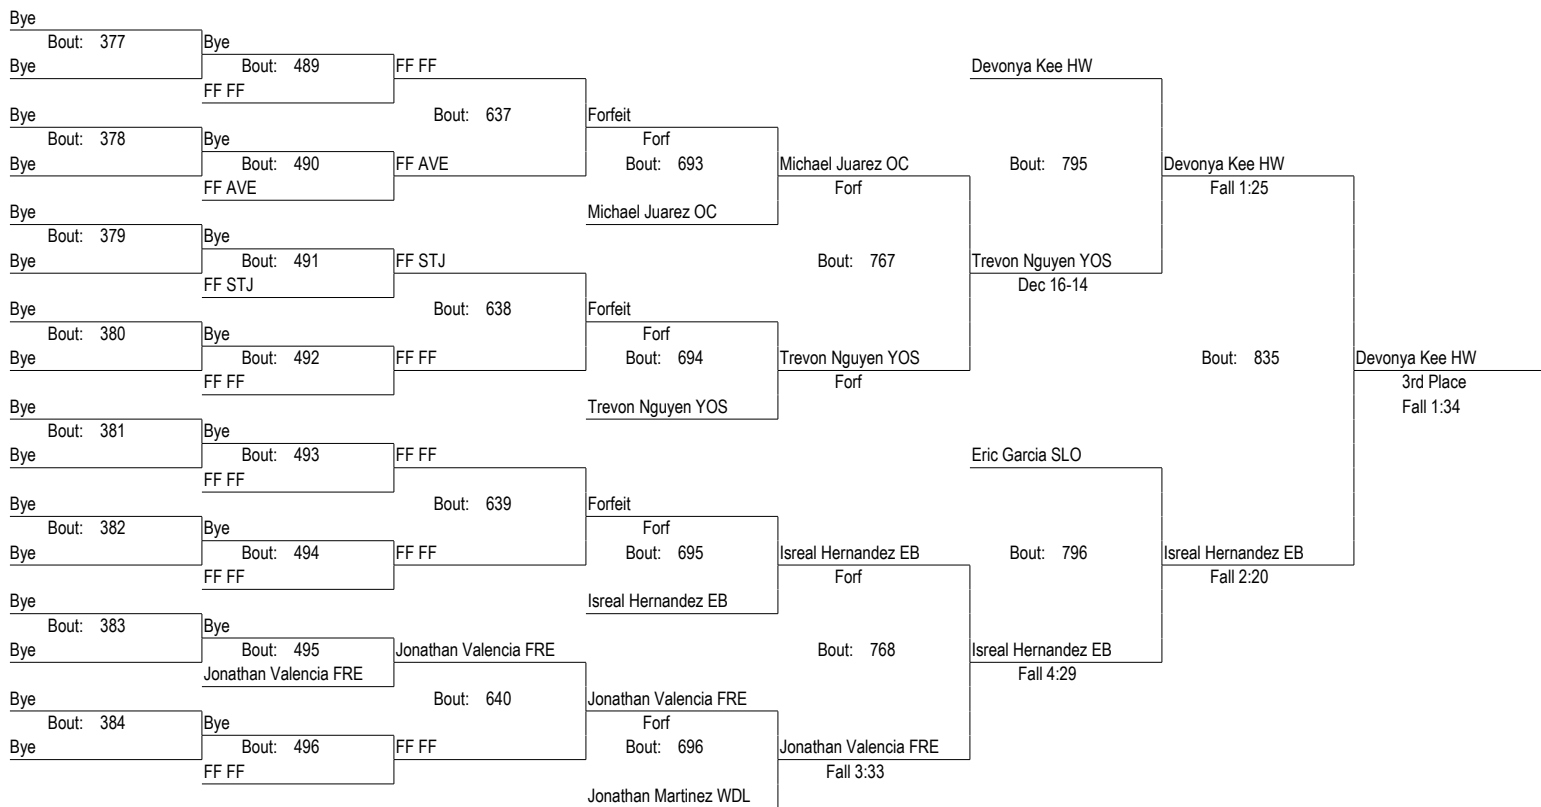 Bye
Bout: 377 Bye
Bye Bout: 489 FF FF Devonya Kee HW
FF FF
Bye Bout: 637 Forfeit
Bout: 378 Bye Forf
Bye Bout: 490 FF AVE Bout: 693 Michael Juarez OC Bout: 795 Devonya Kee HW
FF AVE Forf Fall 1:25
Bye Michael Juarez OC
Bout: 379 Bye
Bye Bout: 491 FF STJ Bout: 767 Trevon Nguyen YOS
FF STJ Dec 16-14
Bye Bout: 638 Forfeit
Bout: 380 Bye Forf
Bye Bout: 492 FF FF Bout: 694 Trevon Nguyen YOS Bout: 835 Devonya Kee HW
FF FF Forf 3rd Place
Bye Trevon Nguyen YOS Fall 1:34
Bout: 381 Bye
Bye Bout: 493 FF FF Eric Garcia SLO
FF FF
Bye Bout: 639 Forfeit
Bout: 382 Bye Forf
Bye Bout: 494 FF FF Bout: 695 Isreal Hernandez EB Bout: 796 Isreal Hernandez EB
FF FF Forf Fall 2:20
Bye Isreal Hernandez EB
Bout: 383 Bye
Bye Bout: 495 Jonathan Valencia FRE Bout: 768 Isreal Hernandez EB
Jonathan Valencia FRE Fall 4:29
Bye Bout: 640 Jonathan Valencia FRE
Bout: 384 Bye Forf
Bye Bout: 496 FF FF Bout: 696 Jonathan Valencia FRE
FF FF Fall 3:33
Jonathan Martinez WDL